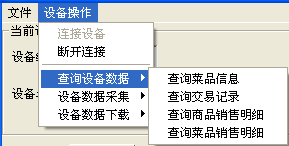 文件 设备操作
当前
连接设备
断开连接
设备
查询设备数据
设备数据采集
设备数据下载
设备
查询菜品信息
查询交易记录
查询商品销售明细
查询菜品销售明细